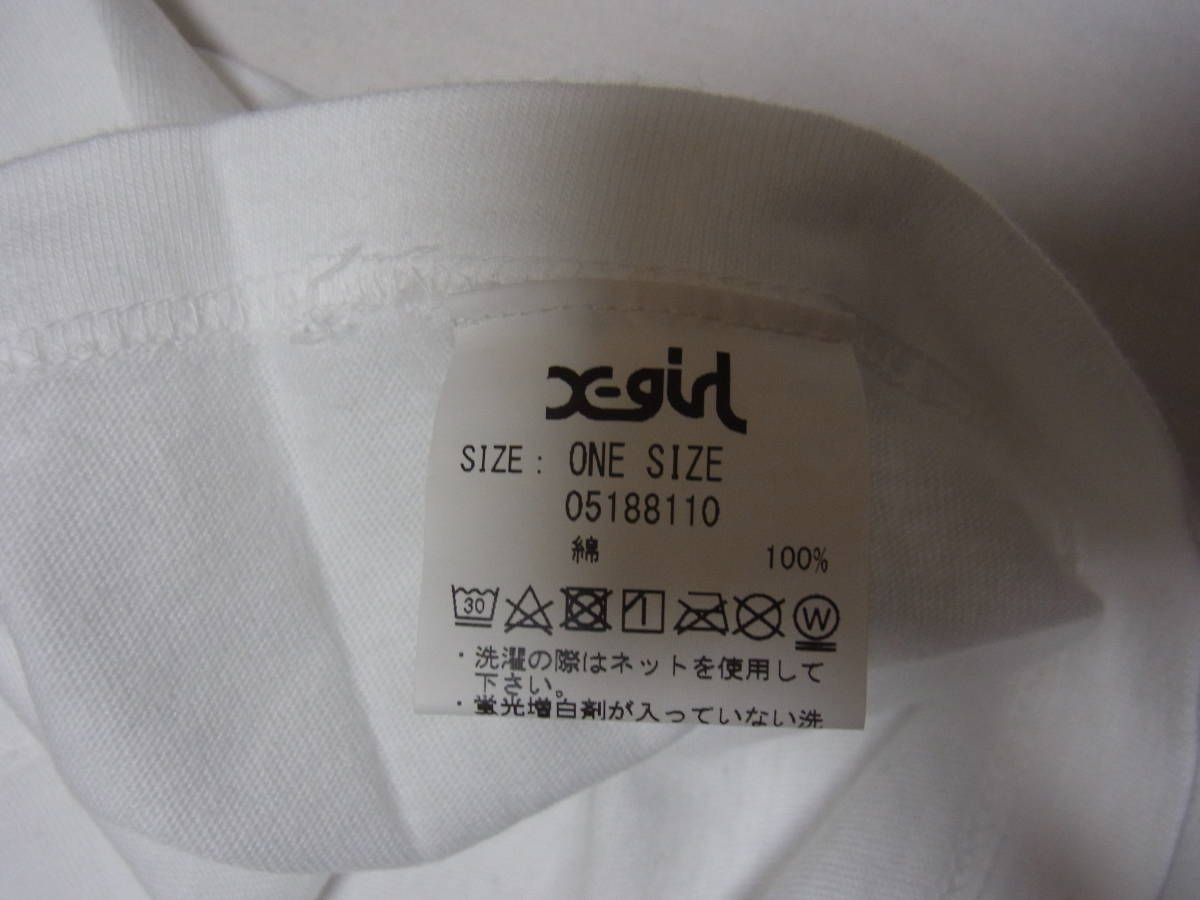 X-girl
SIZE : ONE SIZE
05188110
綿 100%
30 W
・洗濯の際はネットを使用して
下さい。
・蛍光増白剤が入っていない洗